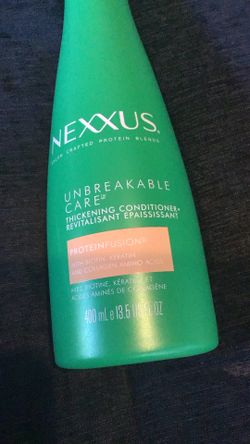 NEXXUS
SALON CRAFTED PROTEIN BLENDS
UNBREAKABLE
CARE
THICKENING CONDITIONER
REVITALISANT ÉPAISSISSANT
PROTEINFUSION
WITH BIOTIN, KERATIN
AND COLLAGEN AMINO ACIDS
AVEC BIOTINE, KÉRATINE ET
ACIDES AMINÉS DE COLLAGÈNE
400 mL e 13.5 OZ